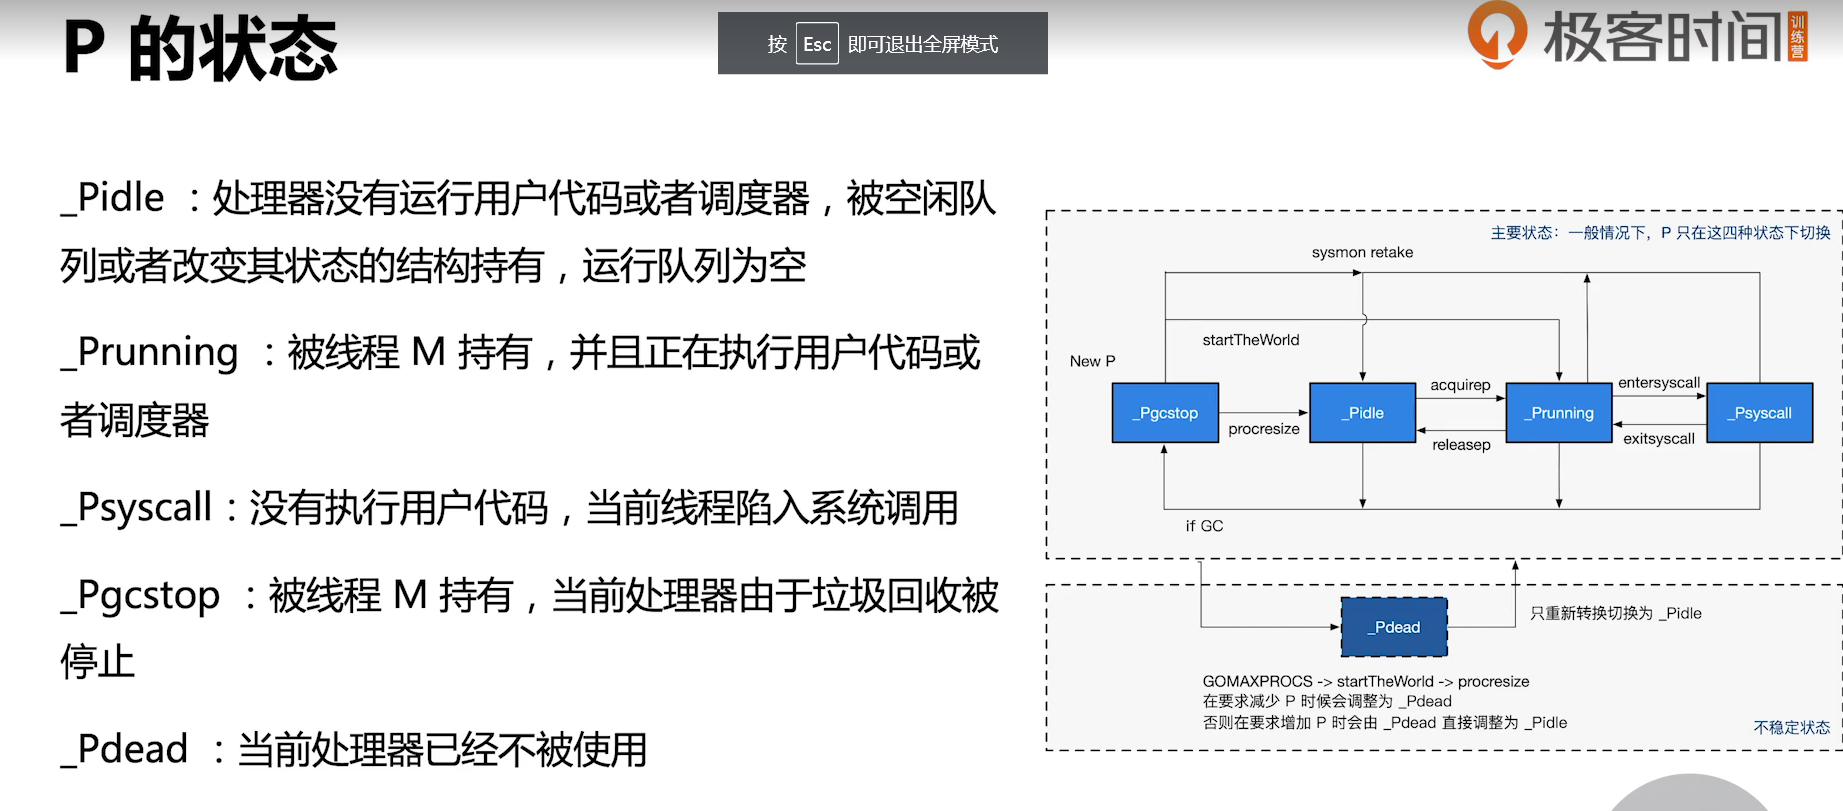 P 的状态
按 Esc 即可退出全屏模式
极客时间 训练营
_Pidle ：处理器没有运行用户代码或者调度器，被空闲队
列或者改变其状态的结构持有，运行队列为空
_Prunning ：被线程 M 持有，并且正在执行用户代码或
者调度器
_Psyscall：没有执行用户代码，当前线程陷入系统调用
_Pgcstop ：被线程 M 持有，当前处理器由于垃圾回收被
停止
_Pdead ：当前处理器已经不被使用
主要状态：一般情况下，P 只在这四种状态下切换
sysmon retake
startTheWorld
New P
_Pgcstop
procresize
_Pidle
acquirep
releasep
_Prunning
entersyscall
exitsyscall
_Psyscall
if GC
_Pdead
只重新转换切换为 _Pidle
GOMAXPROCS -> startTheWorld -> procresize
在要求减少 P 时候会调整为 _Pdead
否则在要求增加 P 时会由 _Pdead 直接调整为 _Pidle
不稳定状态